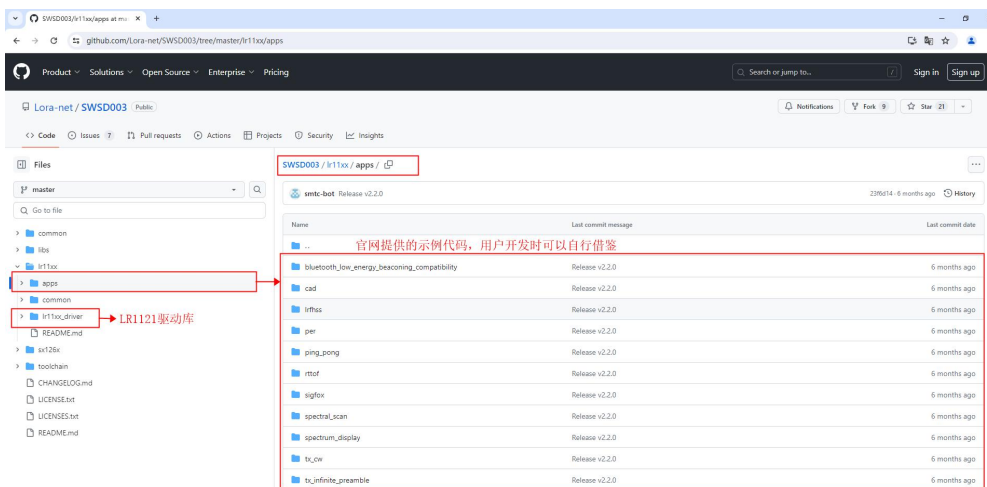 SWSD003/lr11xx/apps at ma
github.com/Lora-net/SWSD003/tree/master/lr11xx/apps
Product Solutions Open Source Enterprise Pricing
Search or jump to... / Sign in Sign up
Lora-net / SWSD003 Public
Notifications Fork 9 Star 21
Code Issues 7 Pull requests Actions Projects Security Insights
Files
master
Go to file
common
libs
lr11xx
apps
common
lr11xx_driver
LR1121驱动库
README.md
sx126x
toolchain
CHANGELOG.md
LICENSE.txt
LICENSES.txt
README.md
SWSD003 / lr11xx / apps /
smtc-bot Release v2.2.0 23f6d14 · 6 months ago History
Name Last commit message Last commit date
.. 官网提供的示例代码，用户开发时可以自行借鉴
bluetooth_low_energy_beaconing_compatibility Release v2.2.0 6 months ago
cad Release v2.2.0 6 months ago
lrfhss Release v2.2.0 6 months ago
per Release v2.2.0 6 months ago
ping_pong Release v2.2.0 6 months ago
rttof Release v2.2.0 6 months ago
sigfox Release v2.2.0 6 months ago
spectral_scan Release v2.2.0 6 months ago
spectrum_display Release v2.2.0 6 months ago
tx_cw Release v2.2.0 6 months ago
tx_infinite_preamble Release v2.2.0 6 months ago